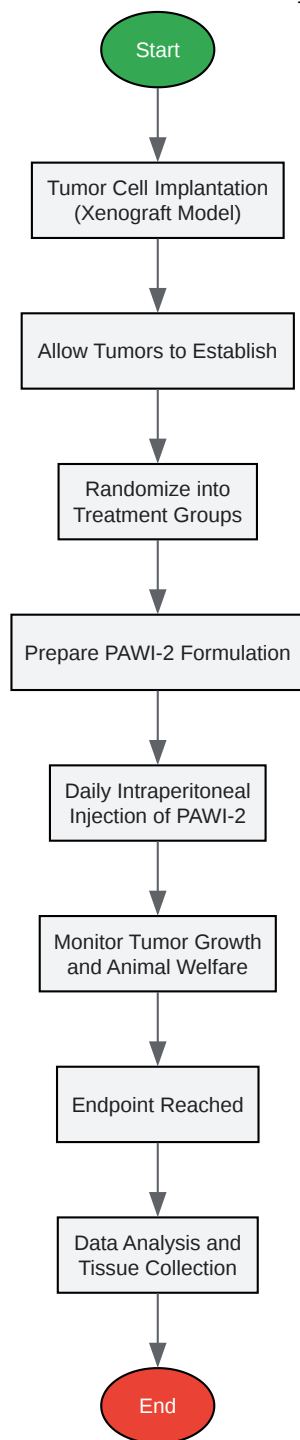 Start
Tumor Cell Implantation
(Xenograft Model)
Allow Tumors to Establish
Randomize into
Treatment Groups
Prepare PAWI-2 Formulation
Daily Intraperitoneal
Injection of PAWI-2
Monitor Tumor Growth
and Animal Welfare
Endpoint Reached
Data Analysis and
Tissue Collection
End